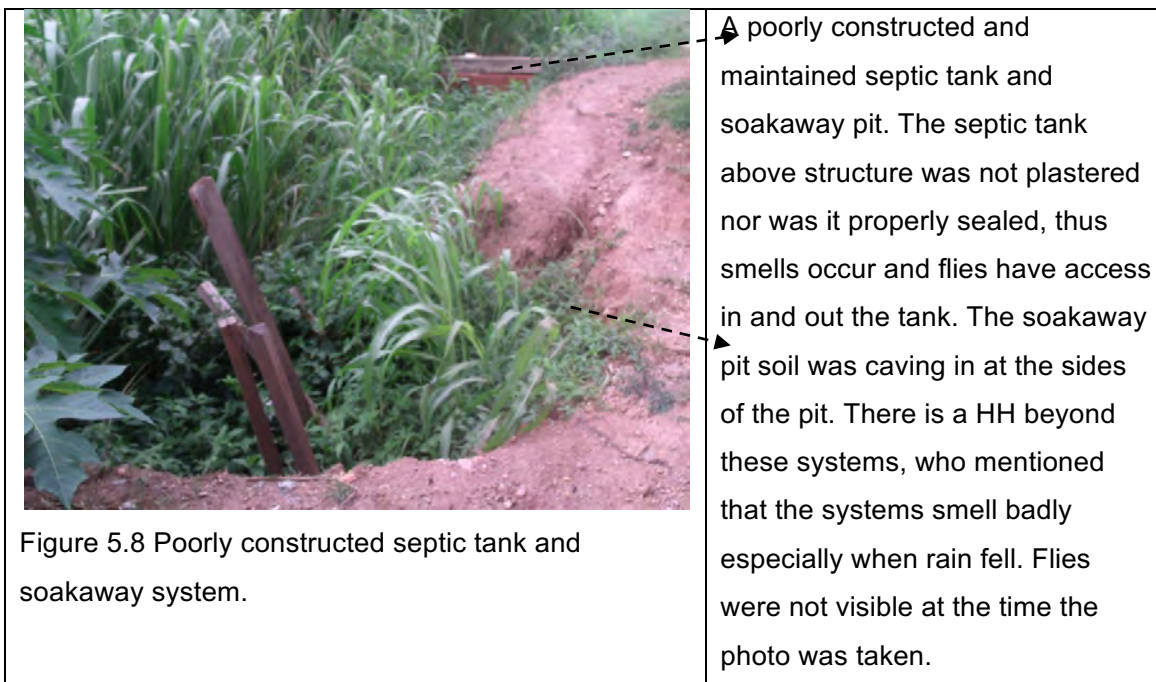 Figure 5.8 Poorly constructed septic tank and
soakaway system.
A poorly constructed and
maintained septic tank and
soakaway pit. The septic tank
above structure was not plastered
nor was it properly sealed, thus
smells occur and flies have access
in and out the tank. The soakaway
pit soil was caving in at the sides
of the pit. There is a HH beyond
these systems, who mentioned
that the systems smell badly
especially when rain fell. Flies
were not visible at the time the
photo was taken.